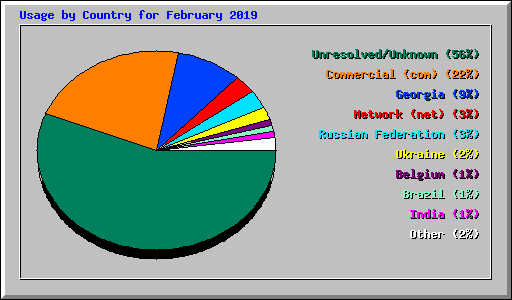 Usage by Country for February 2019
Unresolved/Unknown (56%)
Commercial (com) (22%)
Georgia (9%)
Network (net) (3%)
Russian Federation (3%)
Ukraine (2%)
Belgium (1%)
Brazil (1%)
India (1%)
Other (2%)